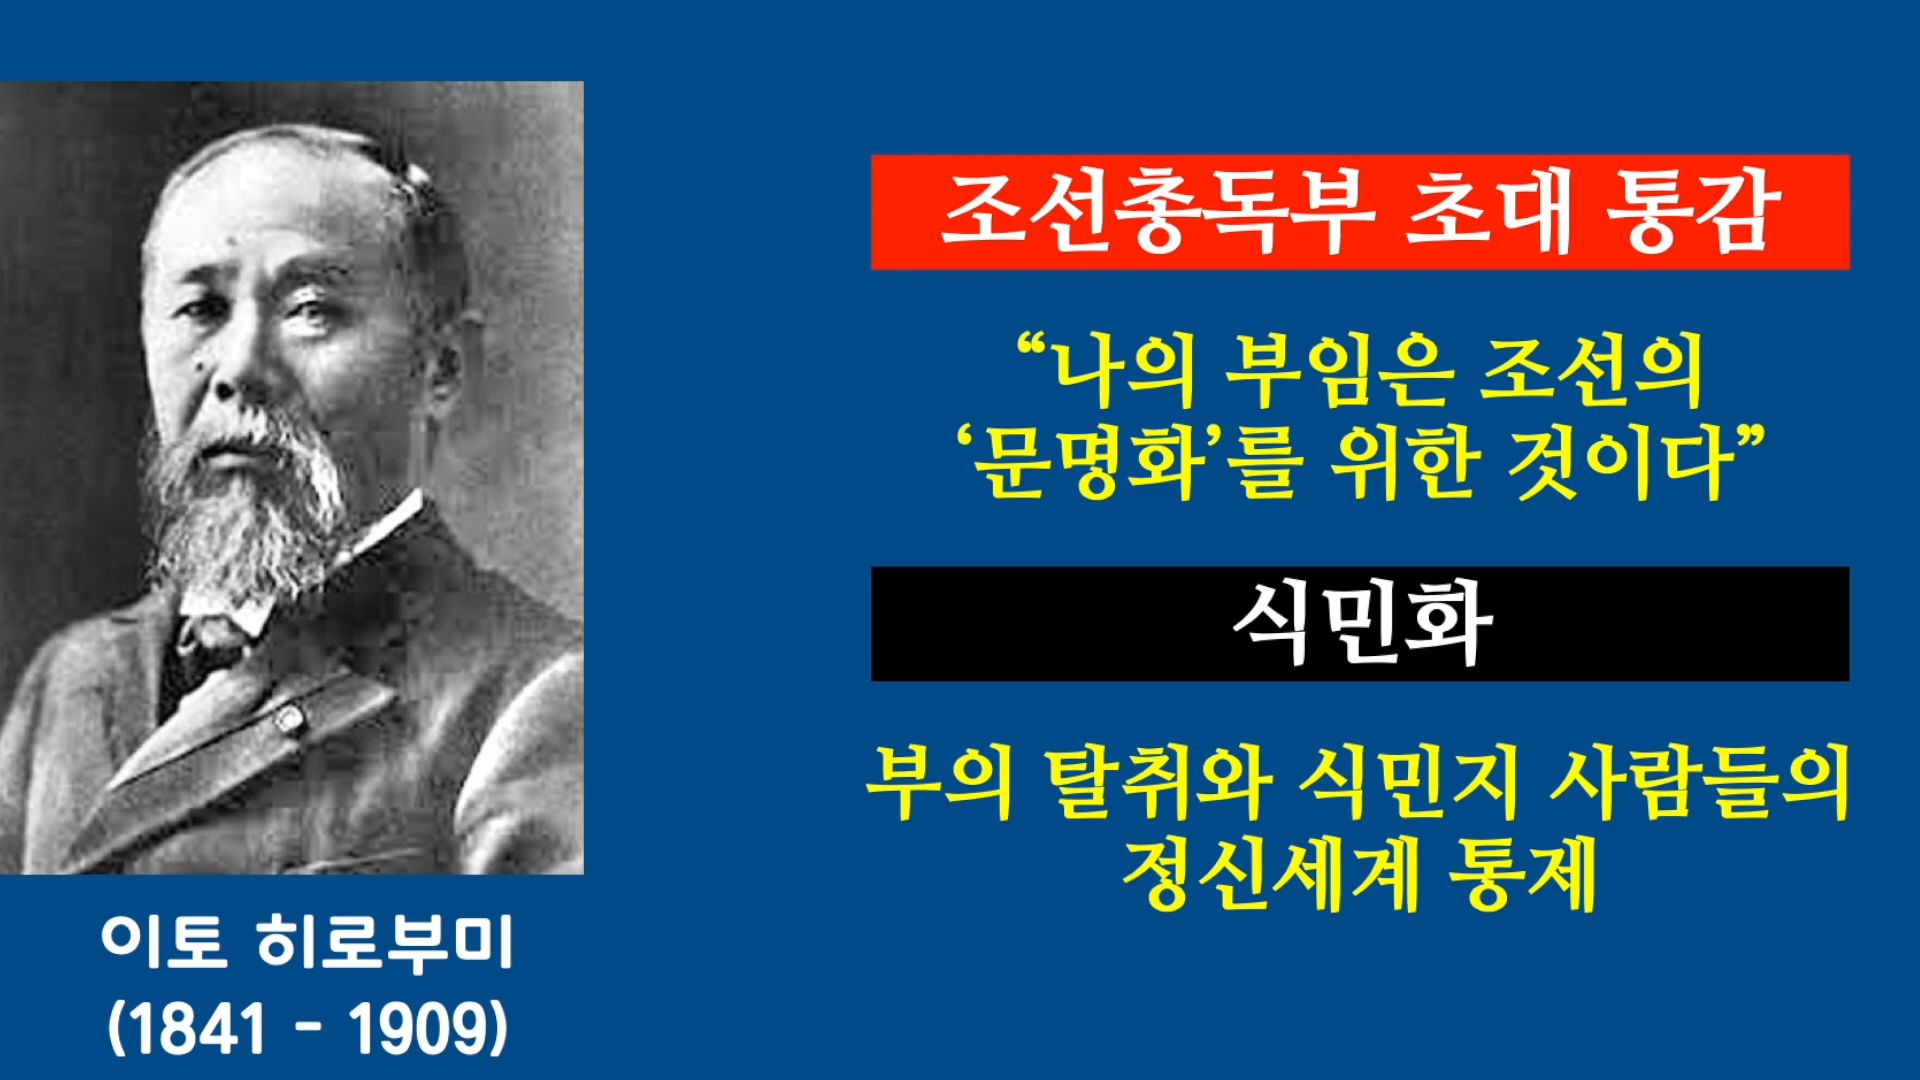 조선총독부 초대 통감
“나의 부임은 조선의
‘문명화’를 위한 것이다”
식민화
부의 탈취와 식민지 사람들의
정신세계 통제
이토 히로부미
(1841 - 1909)